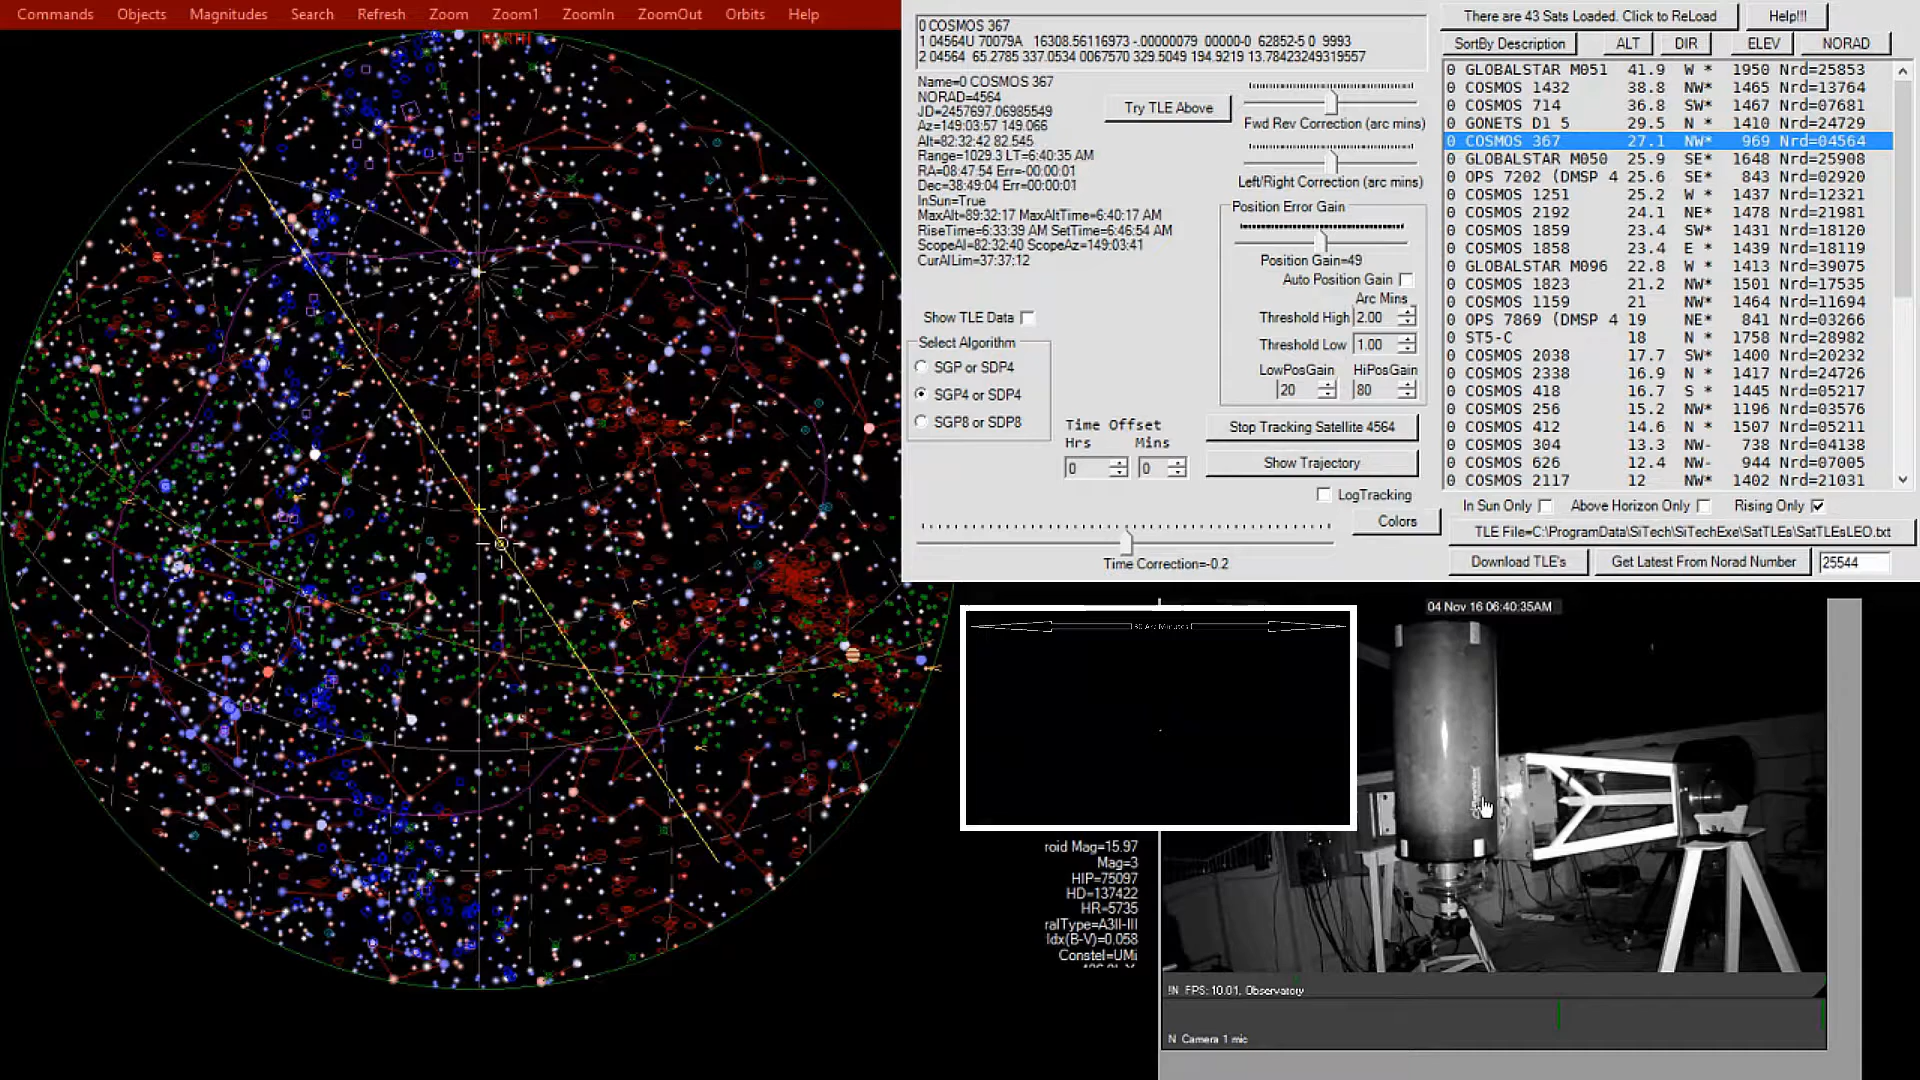 Commands Objects Magnitudes Search Refresh Zoom Zoom1 ZoomIn ZoomOut Orbits Help
NORTH
0 COSMOS 367
1 04564U 70079A 16308.56116973 -.00000079 00000-0 62852-5 0 9993
2 04564 65.2785 337.0534 0067570 329.5049 194.9219 13.78423249319557
Name=0 COSMOS 367
NORAD=4564
JD=2457697.06985549
Az=149:03:57 149.066
Alt=82:32:42 82.545
Range=1029.3 LT=6:40:35 AM
RA=08:47:54 Err=-00:00:01
Dec=38:49:04 Err=00:00:01
InSun=True
MaxAlt=89:32:17 MaxAltTime=6:40:17 AM
RiseTime=6:33:39 AM SetTime=6:46:54 AM
ScopeAl=82:32:40 ScopeAz=149:03:41
CurAlLim=37:37:12
Try TLE Above
Fwd Rev Correction (arc mins)
Left/Right Correction (arc mins)
Position Error Gain
Position Gain=49
Auto Position Gain
Arc Mins
Threshold High 2.00
Threshold Low 1.00
LowPosGain HiPosGain
20 80
Show TLE Data
Select Algorithm
SGP or SDP4
SGP4 or SDP4
SGP8 or SDP8
Time Offset
Hrs Mins
0 0
Stop Tracking Satellite 4564
Show Trajectory
LogTracking
Colors
Time Correction=-0.2
There are 43 Sats Loaded. Click to ReLoad Help!!!
SortBy Description ALT DIR ELEV NORAD
0 GLOBALSTAR M051 41.9 W * 1950 Nrd=25853
0 COSMOS 1432 38.8 NW* 1465 Nrd=13764
0 COSMOS 714 36.8 SW* 1467 Nrd=07681
0 GONETS D1 5 29.5 N * 1410 Nrd=24729
0 COSMOS 367 27.1 NW* 969 Nrd=04564
0 GLOBALSTAR M050 25.9 SE* 1648 Nrd=25908
0 OPS 7202 (DMSP 4 25.6 SE* 843 Nrd=02920
0 COSMOS 1251 25.2 W * 1437 Nrd=12321
0 COSMOS 2192 24.1 NE* 1478 Nrd=21981
0 COSMOS 1859 23.4 SW* 1431 Nrd=18120
0 COSMOS 1858 23.4 E * 1439 Nrd=18119
0 GLOBALSTAR M096 22.8 W * 1413 Nrd=39075
0 COSMOS 1823 21.2 NW* 1501 Nrd=17535
0 COSMOS 1159 21 NW* 1464 Nrd=11694
0 OPS 7869 (DMSP 4 19 NE* 841 Nrd=03266
0 ST5-C 18 N * 1758 Nrd=28982
0 COSMOS 2038 17.7 SW* 1400 Nrd=20232
0 COSMOS 2338 16.9 N * 1417 Nrd=24726
0 COSMOS 418 16.7 S * 1445 Nrd=05217
0 COSMOS 256 15.2 NW* 1196 Nrd=03576
0 COSMOS 412 14.6 N * 1507 Nrd=05211
0 COSMOS 304 13.3 NW- 738 Nrd=04138
0 COSMOS 626 12.4 NW- 944 Nrd=07005
0 COSMOS 2117 12 NW* 1402 Nrd=21031
In Sun Only Above Horizon Only Rising Only
TLE File=C:\ProgramData\SiTech\SiTechExe\SatTLEs\SatTLEsLEO.txt
Download TLE's Get Latest From Norad Number 25544
30 Arc Minutes
04 Nov 16 06:40:35AM
roid Mag=15.97
Mag=3
HIP=75097
HD=137422
HR=5735
ralType=A3II-III
Idx(B-V)=0.058
Constel=UMi
!N FPS: 10.01, Observatory
N Camera 1 mic